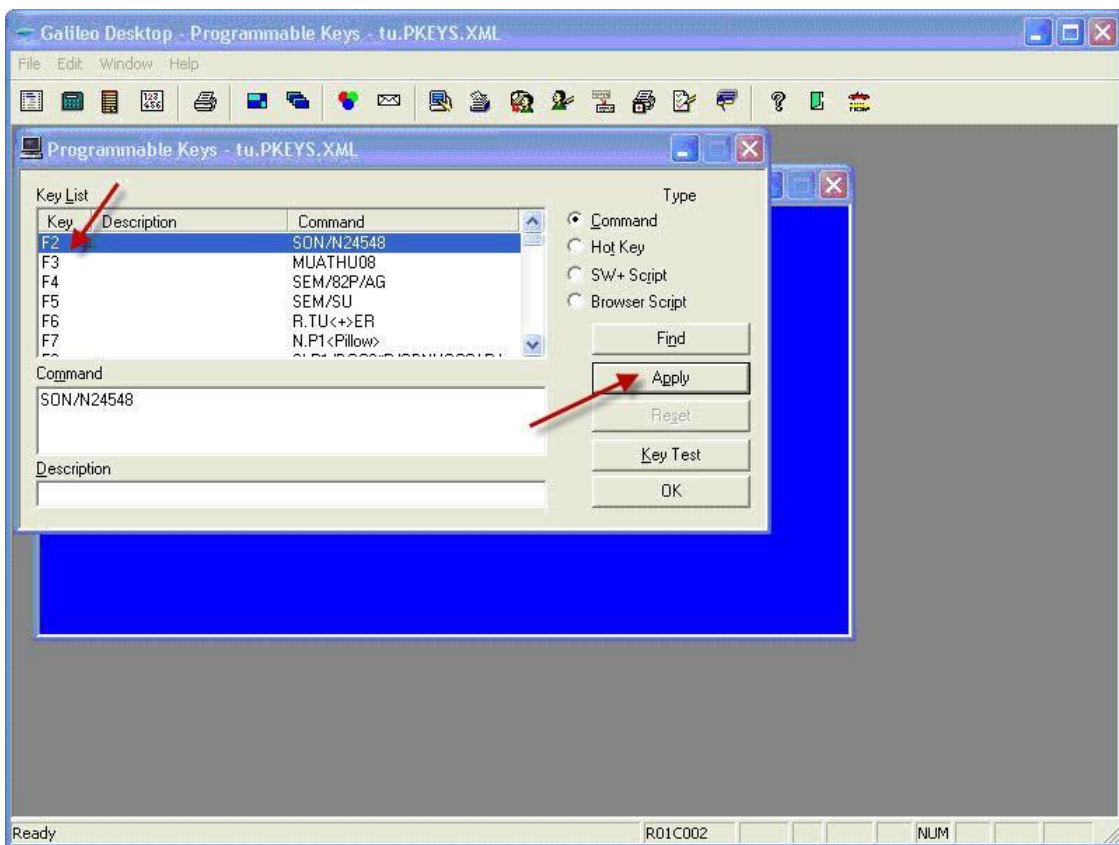 Galileo Desktop - Programmable Keys - tu.PKEYS.XML
File Edit Window Help
Programmable Keys - tu.PKEYS.XML
Key List
Type
Key Description Command
F2 SON/N24548
F3 MUATHU08
F4 SEM/82P/AG
F5 SEM/SU
F6 R.TU<+>ER
F7 N.P1<Pillow>
Command
Hot Key
SW+ Script
Browser Script
Find
Apply
Reset
Key Test
OK
Command
SON/N24548
Description
Ready R01C002 NUM